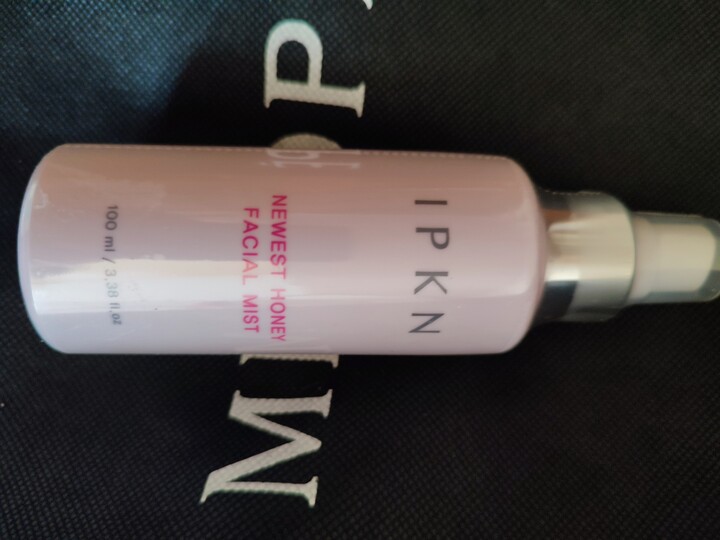 IPKN
NEWEST HONEY
FACIAL MIST
100 ml / 3.38 fl.oz
M
P